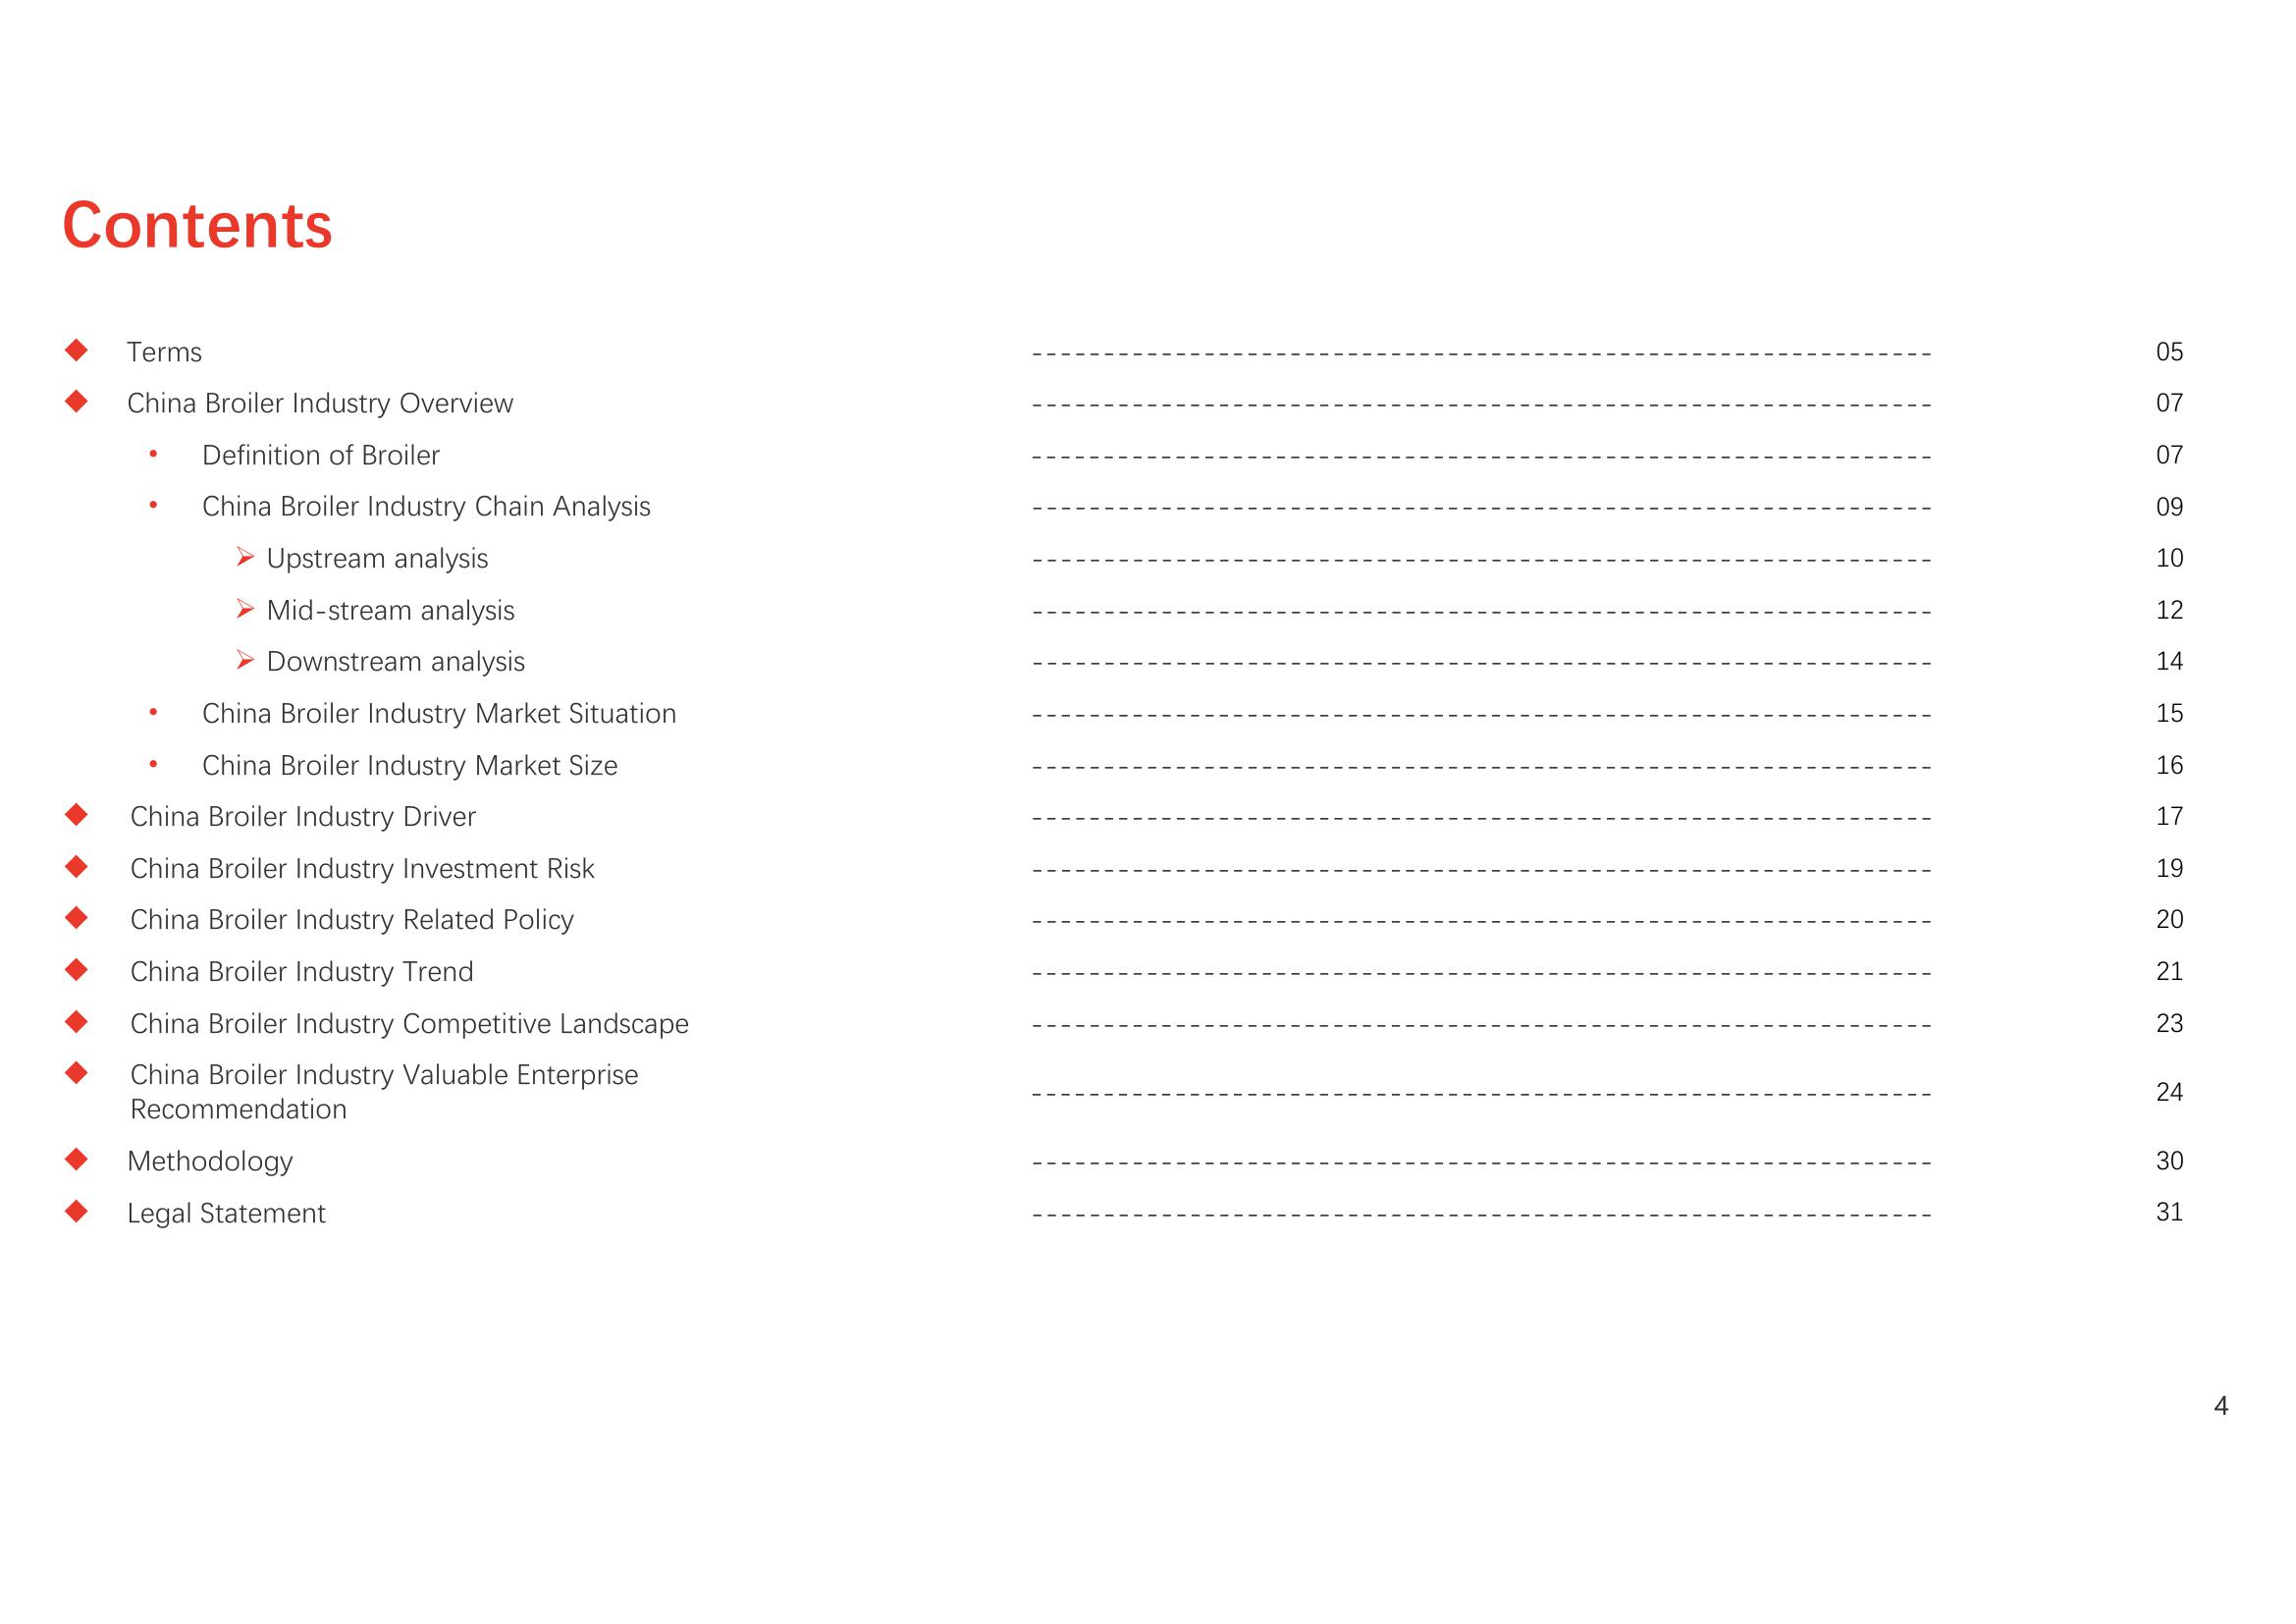 Contents
◆ Terms ------------------------------------------------------------- 05
◆ China Broiler Industry Overview ------------------------------------------------------------- 07
• Definition of Broiler ------------------------------------------------------------- 07
• China Broiler Industry Chain Analysis ------------------------------------------------------------- 09
➢ Upstream analysis ------------------------------------------------------------- 10
➢ Mid-stream analysis ------------------------------------------------------------- 12
➢ Downstream analysis ------------------------------------------------------------- 14
• China Broiler Industry Market Situation ------------------------------------------------------------- 15
• China Broiler Industry Market Size ------------------------------------------------------------- 16
◆ China Broiler Industry Driver ------------------------------------------------------------- 17
◆ China Broiler Industry Investment Risk ------------------------------------------------------------- 19
◆ China Broiler Industry Related Policy ------------------------------------------------------------- 20
◆ China Broiler Industry Trend ------------------------------------------------------------- 21
◆ China Broiler Industry Competitive Landscape ------------------------------------------------------------- 23
◆ China Broiler Industry Valuable Enterprise
Recommendation ------------------------------------------------------------- 24
◆ Methodology ------------------------------------------------------------- 30
◆ Legal Statement ------------------------------------------------------------- 31
4